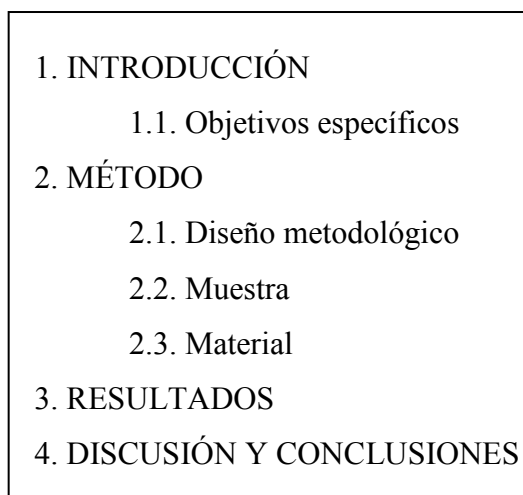 1. INTRODUCCIÓN
1.1. Objetivos específicos
2. MÉTODO
2.1. Diseño metodológico
2.2. Muestra
2.3. Material
3. RESULTADOS
4. DISCUSIÓN Y CONCLUSIONES